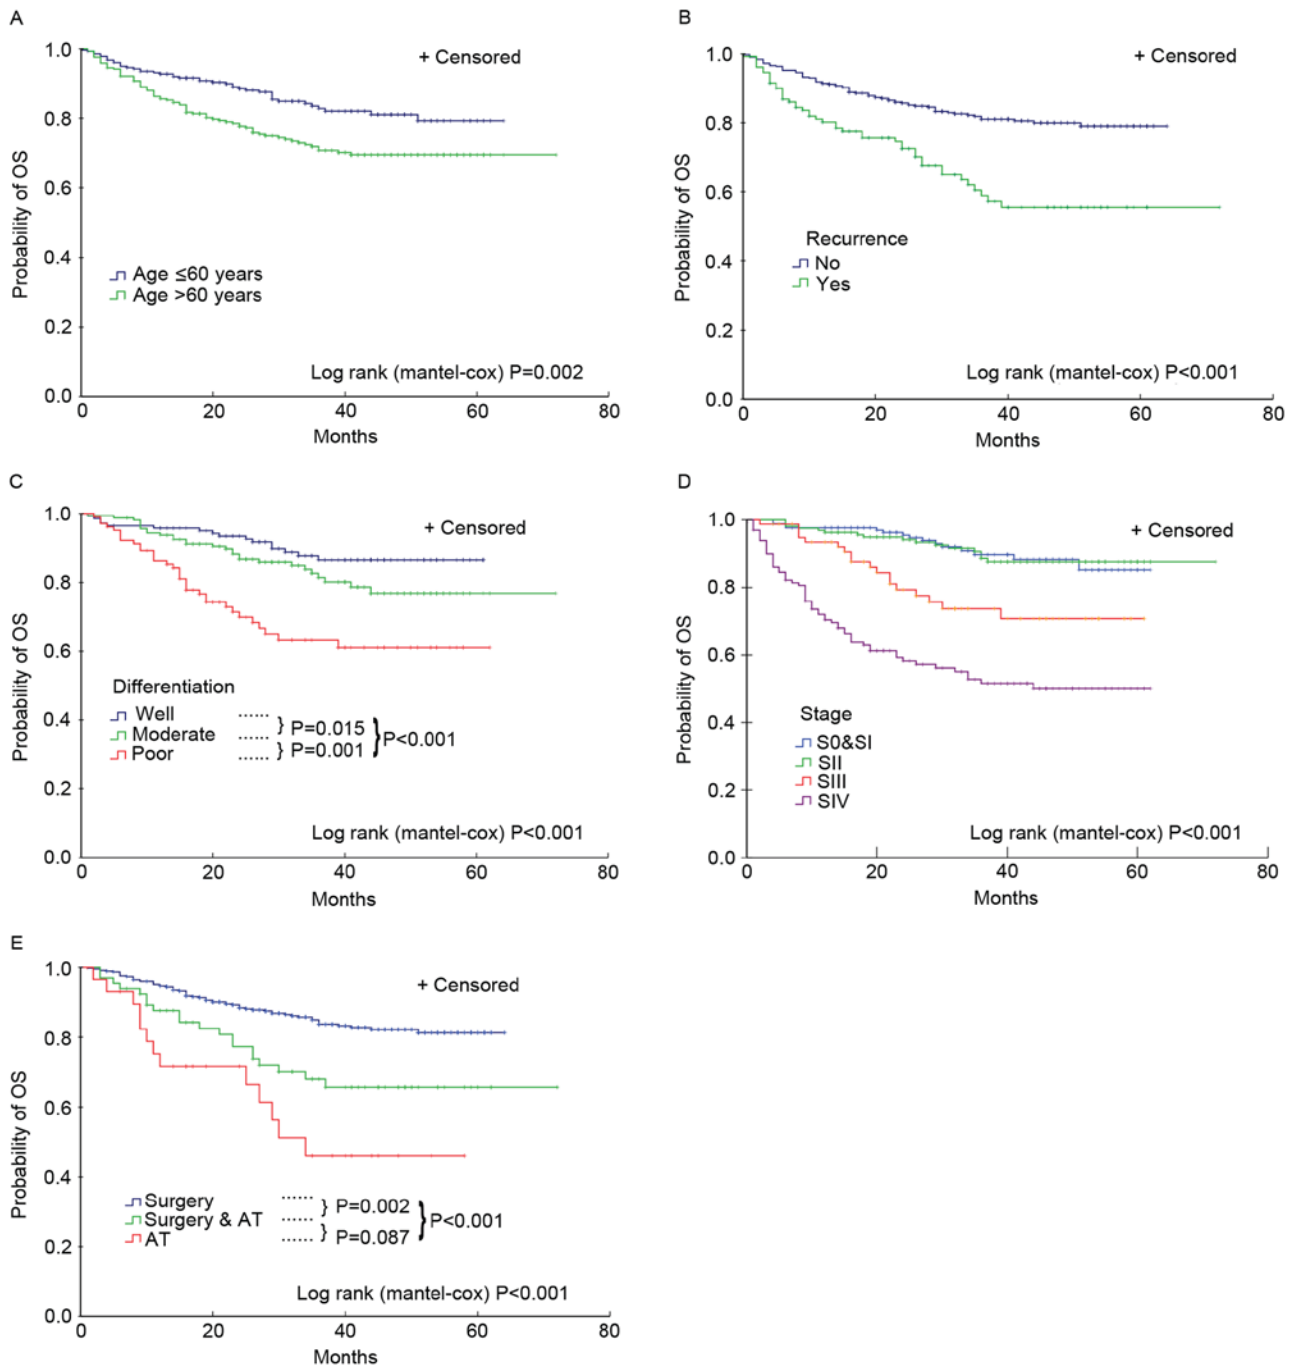 A
1.0
0.8
0.6
0.4
0.2
0.0
Probability of OS
+ Censored
Age ≤60 years
Age >60 years
Log rank (mantel-cox) P=0.002
0 20 40 60 80
Months
B
1.0
0.8
0.6
0.4
0.2
0.0
Probability of OS
+ Censored
Recurrence
No
Yes
Log rank (mantel-cox) P<0.001
0 20 40 60 80
Months
C
1.0
0.8
0.6
0.4
0.2
0.0
Probability of OS
+ Censored
Differentiation
Well
Moderate
Poor
P=0.015
P=0.001
P<0.001
Log rank (mantel-cox) P<0.001
0 20 40 60 80
Months
D
1.0
0.8
0.6
0.4
0.2
0.0
Probability of OS
+ Censored
Stage
S0&SI
SII
SIII
SIV
Log rank (mantel-cox) P<0.001
0 20 40 60 80
Months
E
1.0
0.8
0.6
0.4
0.2
0.0
Probability of OS
+ Censored
Surgery
Surgery & AT
AT
P=0.002
P=0.087
P<0.001
Log rank (mantel-cox) P<0.001
0 20 40 60 80
Months